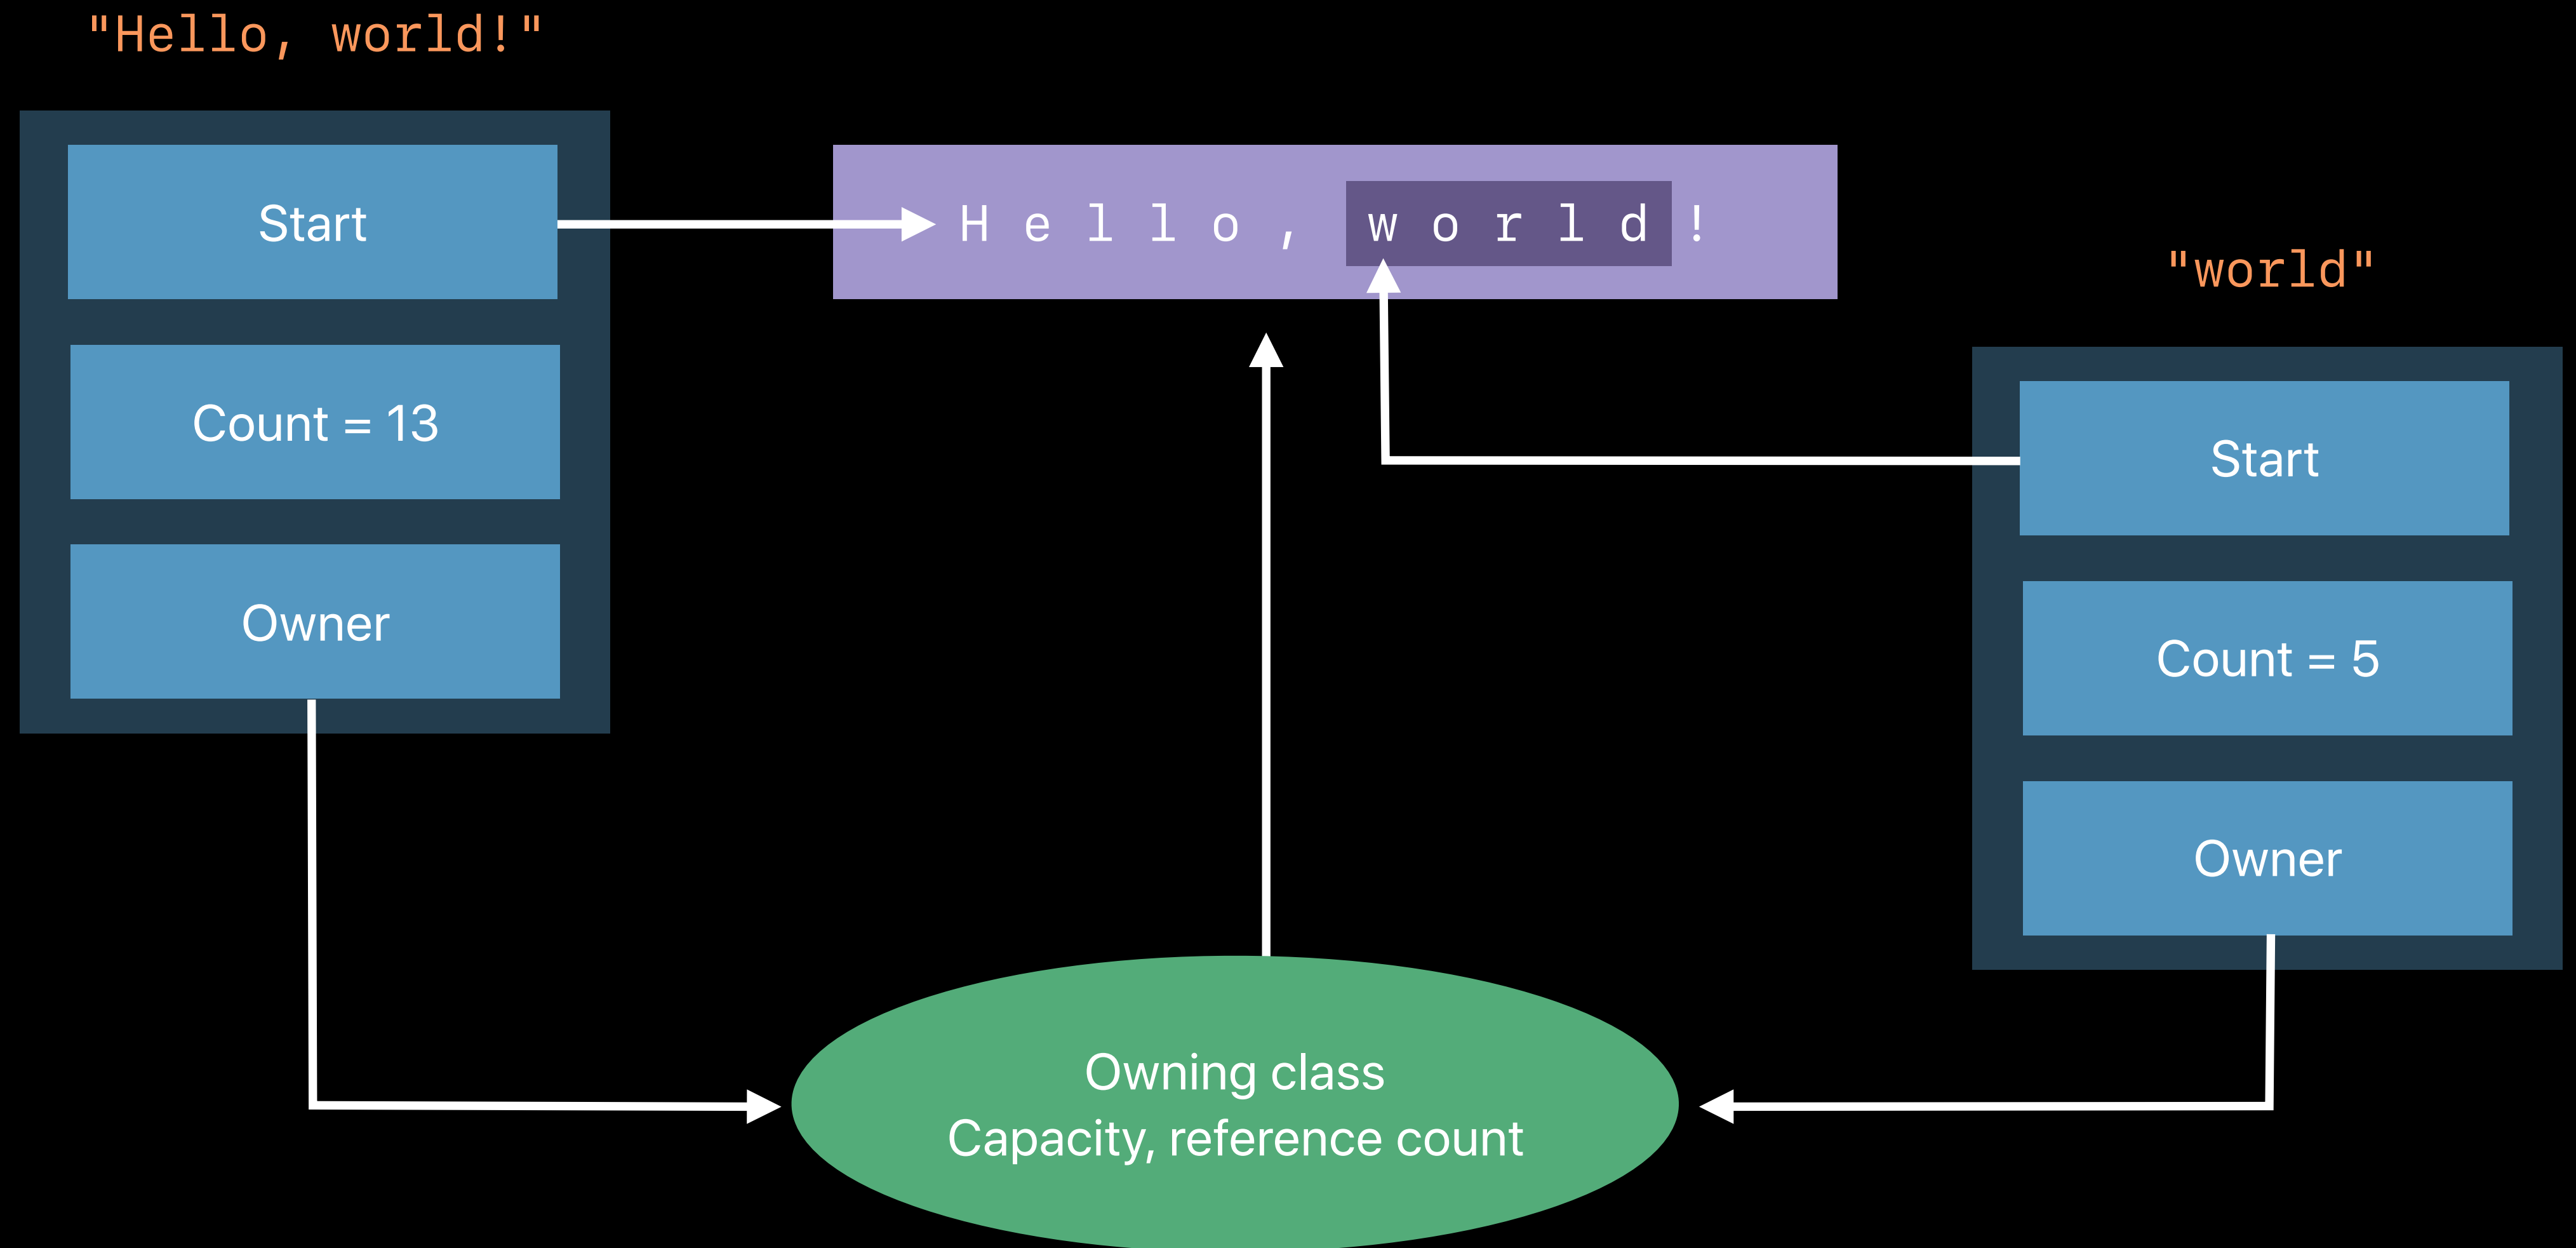 "Hello, world!"
Start
Count = 13
Owner
H e l l o ,  w o r l d !
"world"
Start
Count = 5
Owner
Owning class
Capacity, reference count